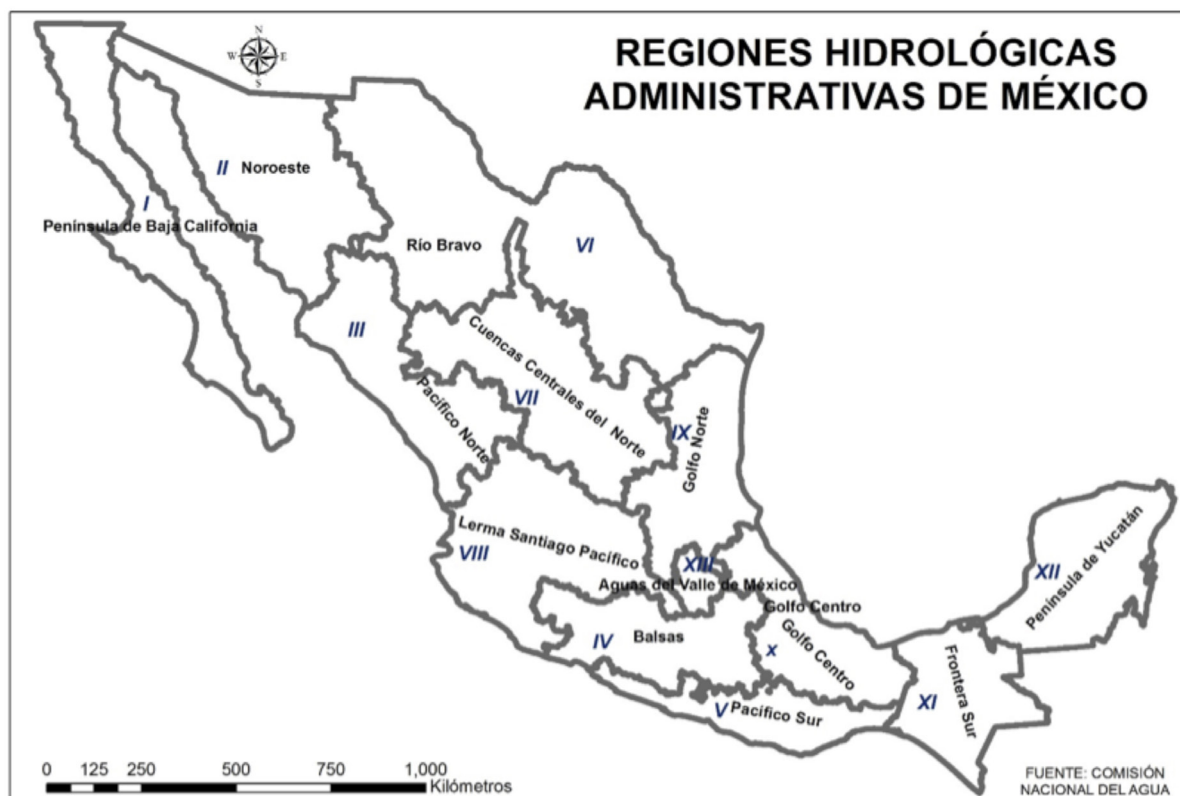 REGIONES HIDROLÓGICAS
ADMINISTRATIVAS DE MÉXICO
N
W
E
S
II Noroeste
I
Península de Baja California
Río Bravo
VI
III
Cuencas Centrales del Norte
VII
Pacífico Norte
IX
Golfo Norte
Lerma Santiago Pacífico
VIII
XIII
Aguas del Valle de México
Golfo Centro
XII
Península de Yucatán
IV
Balsas
x
Golfo Centro
Frontera Sur
XI
V
Pacífico Sur
0 125 250 500 750 1,000
Kilómetros
FUENTE: COMISIÓN
NACIONAL DEL AGUA